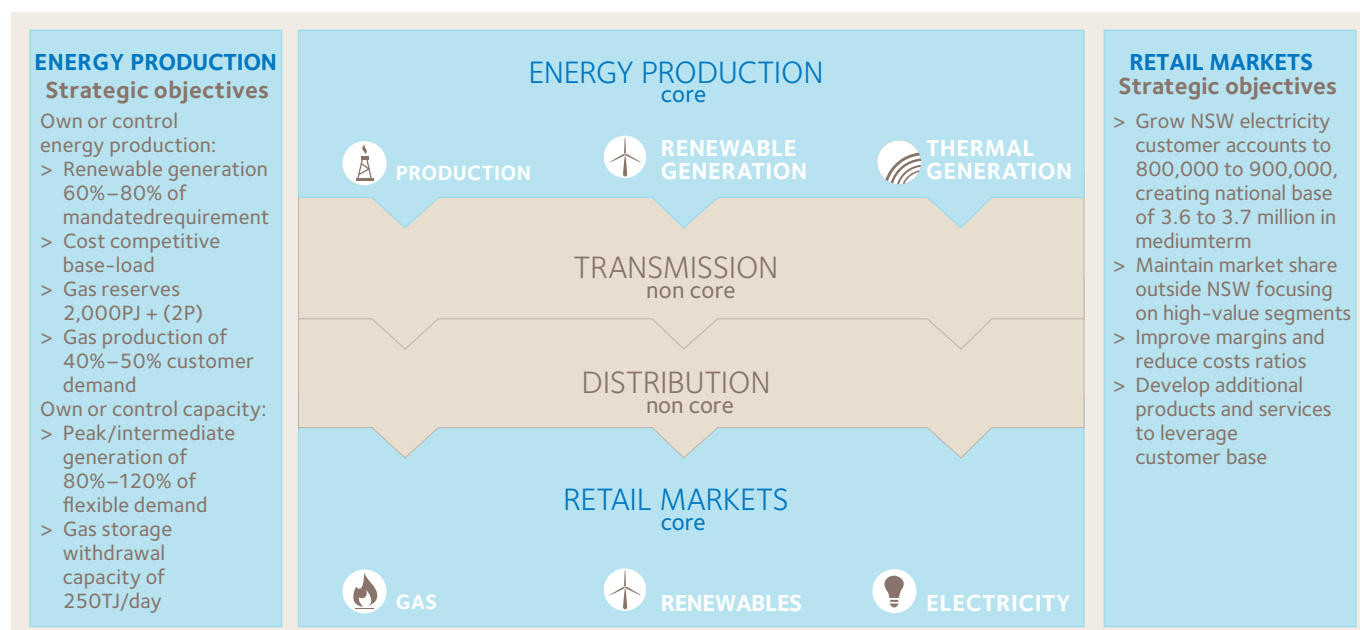 ENERGY PRODUCTION
Strategic objectives
Own or control
energy production:
> Renewable generation
60%–80% of
mandatedrequirement
> Cost competitive
base-load
> Gas reserves
2,000PJ + (2P)
> Gas production of
40%–50% customer
demand
Own or control capacity:
> Peak/intermediate
generation of
80%–120% of
flexible demand
> Gas storage
withdrawal
capacity of
250TJ/day
ENERGY PRODUCTION
core
PRODUCTION
RENEWABLE
GENERATION
THERMAL
GENERATION
TRANSMISSION
non core
DISTRIBUTION
non core
RETAIL MARKETS
core
GAS
RENEWABLES
ELECTRICITY
RETAIL MARKETS
Strategic objectives
> Grow NSW electricity
customer accounts to
800,000 to 900,000,
creating national base
of 3.6 to 3.7 million in
mediumterm
> Maintain market share
outside NSW focusing
on high-value segments
> Improve margins and
reduce costs ratios
> Develop additional
products and services
to leverage
customer base